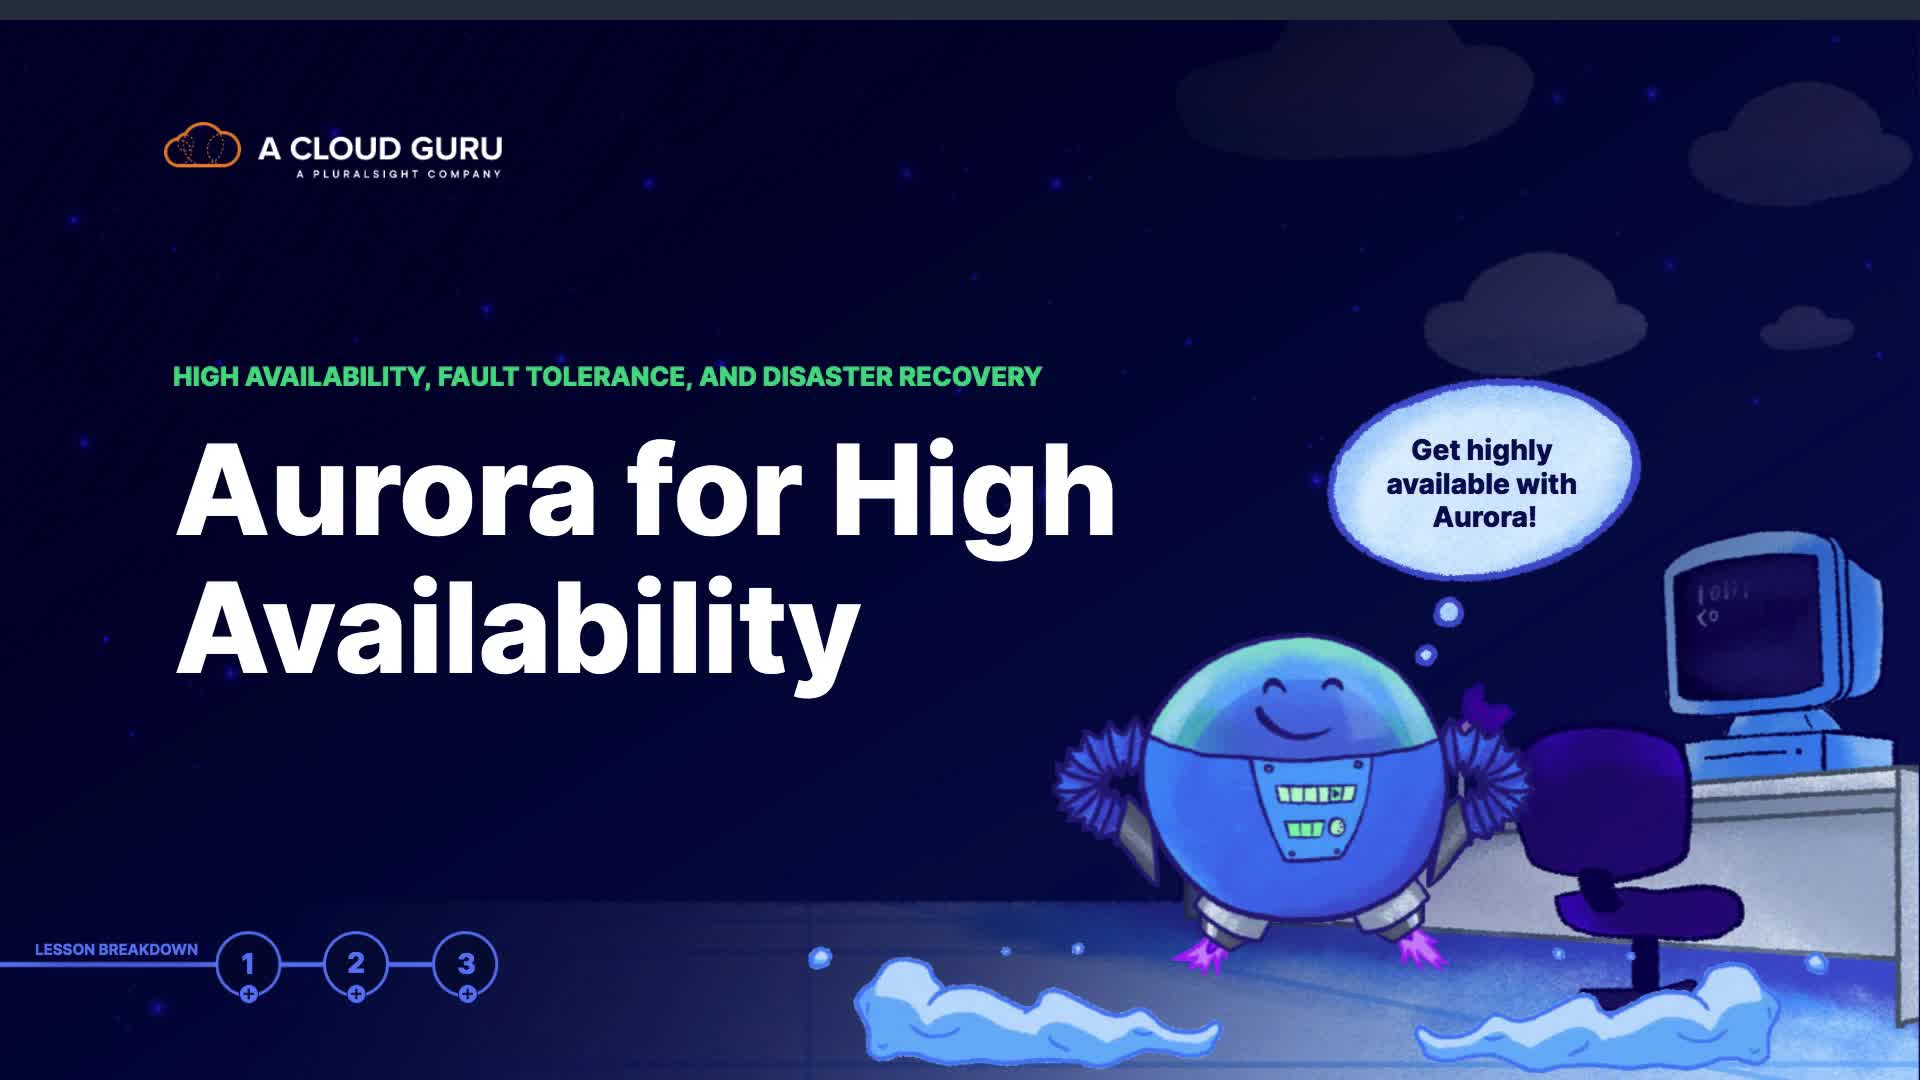 A CLOUD GURU
A PLURALSIGHT COMPANY
HIGH AVAILABILITY, FAULT TOLERANCE, AND DISASTER RECOVERY
Aurora for High
Availability
Get highly
available with
Aurora!
LESSON BREAKDOWN
1
2
3